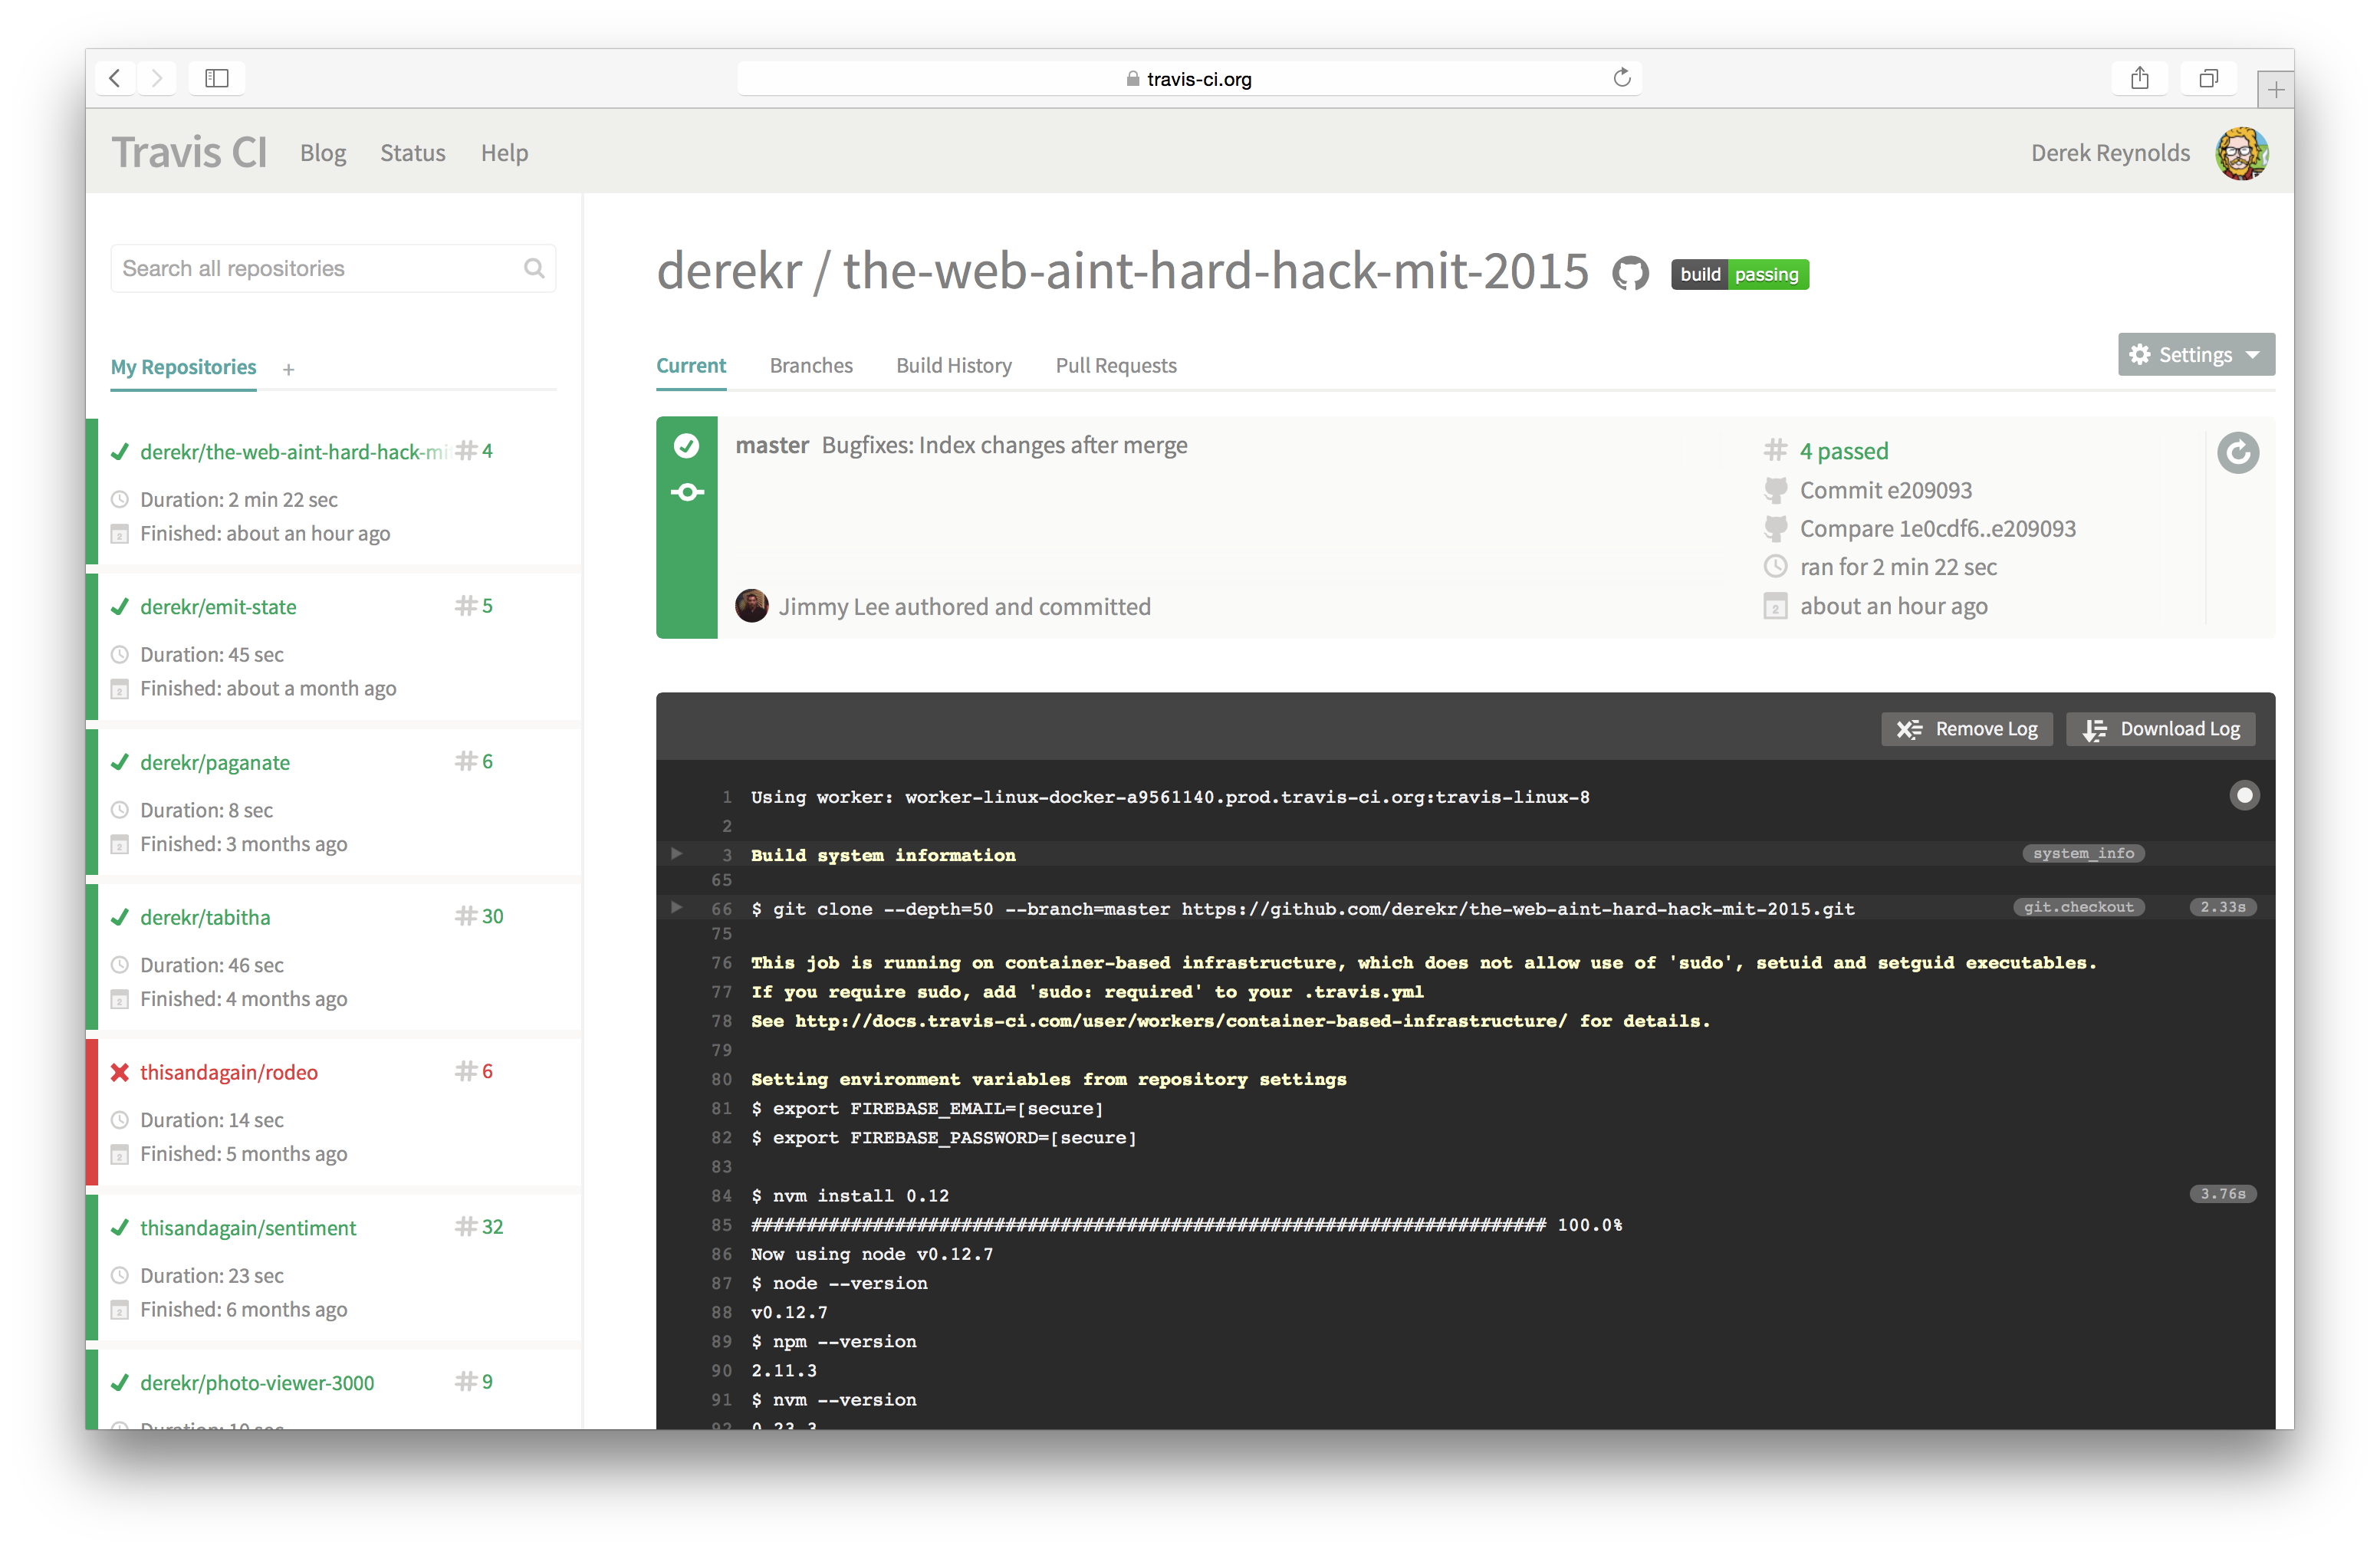 travis-ci.org
Travis CI Blog Status Help Derek Reynolds
Search all repositories
My Repositories +
derekr/the-web-aint-hard-hack-mi # 4
Duration: 2 min 22 sec
Finished: about an hour ago
derekr/emit-state # 5
Duration: 45 sec
Finished: about a month ago
derekr/paganate # 6
Duration: 8 sec
Finished: 3 months ago
derekr/tabitha # 30
Duration: 46 sec
Finished: 4 months ago
thisandagain/rodeo # 6
Duration: 14 sec
Finished: 5 months ago
thisandagain/sentiment # 32
Duration: 23 sec
Finished: 6 months ago
derekr/photo-viewer-3000 # 9
Duration: 10 sec
derekr / the-web-aint-hard-hack-mit-2015 build passing
Current Branches Build History Pull Requests Settings
master Bugfixes: Index changes after merge
Jimmy Lee authored and committed
# 4 passed
Commit e209093
Compare 1e0cdf6..e209093
ran for 2 min 22 sec
about an hour ago
Remove Log Download Log
1 Using worker: worker-linux-docker-a9561140.prod.travis-ci.org:travis-linux-8
2
3 Build system information system_info
65
66 $ git clone --depth=50 --branch=master https://github.com/derekr/the-web-aint-hard-hack-mit-2015.git git.checkout 2.33s
75
76 This job is running on container-based infrastructure, which does not allow use of 'sudo', setuid and setguid executables.
77 If you require sudo, add 'sudo: required' to your .travis.yml
78 See http://docs.travis-ci.com/user/workers/container-based-infrastructure/ for details.
79
80 Setting environment variables from repository settings
81 $ export FIREBASE_EMAIL=[secure]
82 $ export FIREBASE_PASSWORD=[secure]
83
84 $ nvm install 0.12 3.76s
85 ######################################################################## 100.0%
86 Now using node v0.12.7
87 $ node --version
88 v0.12.7
89 $ npm --version
90 2.11.3
91 $ nvm --version
92 0.23.3